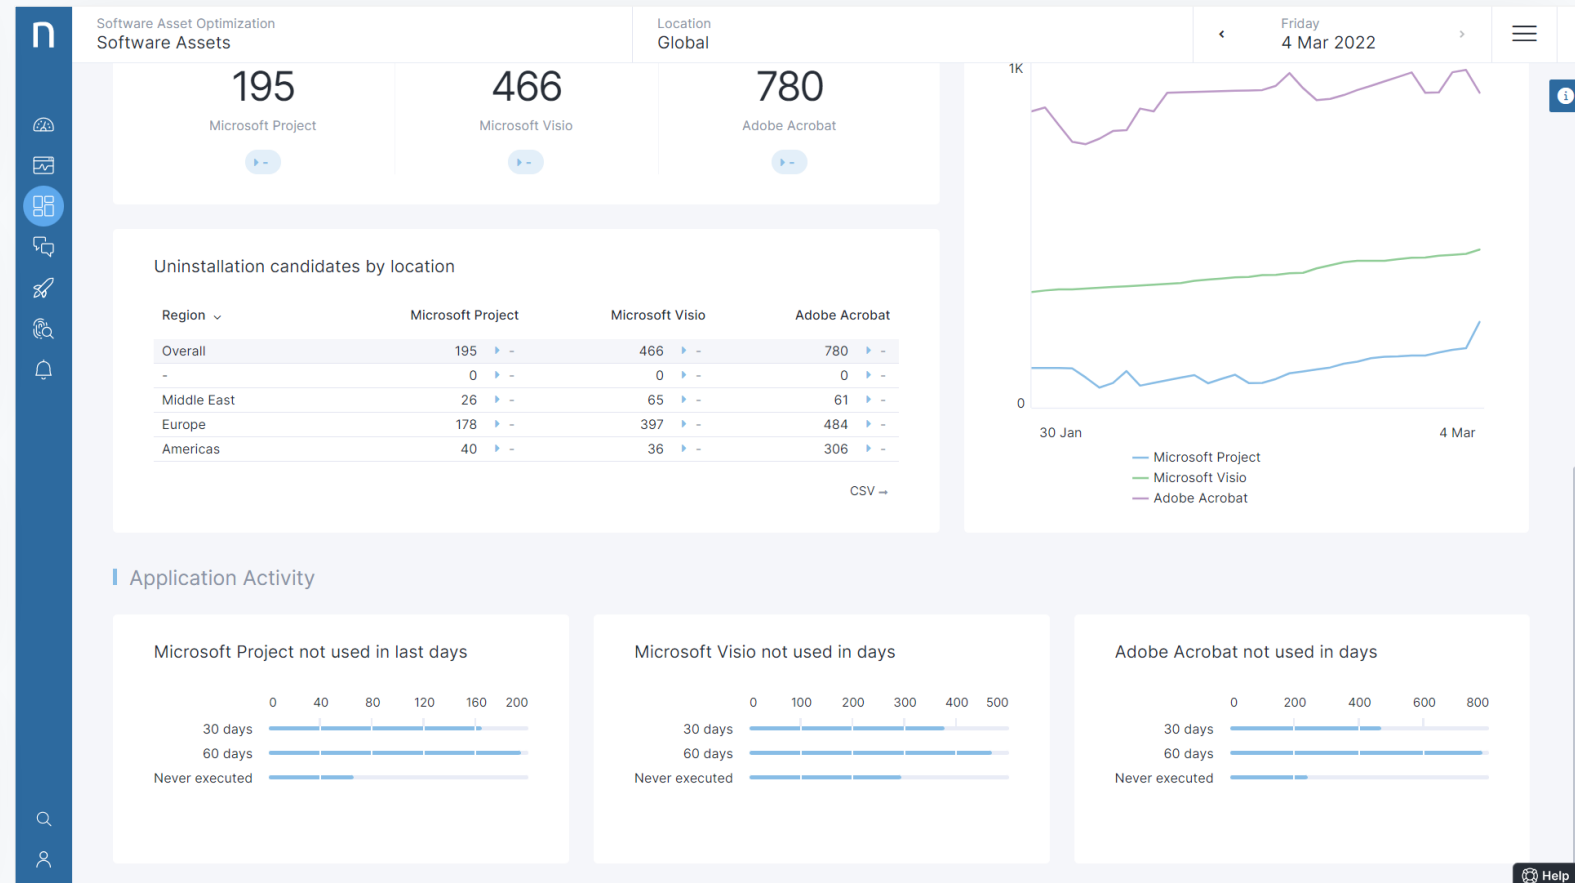 n
Software Asset Optimization
Software Assets
Location
Global
Friday
4 Mar 2022
195
Microsoft Project
-
466
Microsoft Visio
-
780
Adobe Acrobat
-
Uninstallation candidates by location
Region Microsoft Project Microsoft Visio Adobe Acrobat
Overall 195 - 466 - 780 -
- 0 - 0 - 0 -
Middle East 26 - 65 - 61 -
Europe 178 - 397 - 484 -
Americas 40 - 36 - 306 -
CSV →
1K
0
30 Jan 4 Mar
Microsoft Project
Microsoft Visio
Adobe Acrobat
i
Application Activity
Microsoft Project not used in last days
0 40 80 120 160 200
30 days
60 days
Never executed
Microsoft Visio not used in days
0 100 200 300 400 500
30 days
60 days
Never executed
Adobe Acrobat not used in days
0 200 400 600 800
30 days
60 days
Never executed
Help